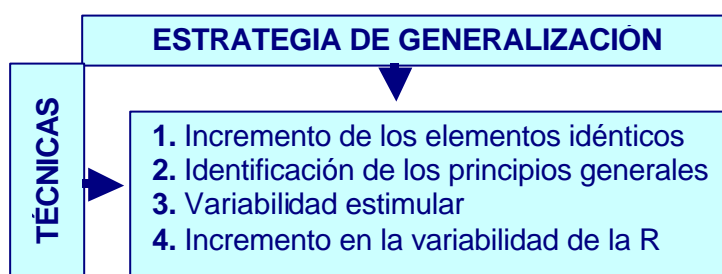 ESTRATEGIA DE GENERALIZACIÓN
TÉCNICAS
1. Incremento de los elementos idénticos
2. Identificación de los principios generales
3. Variabilidad estimular
4. Incremento en la variabilidad de la R